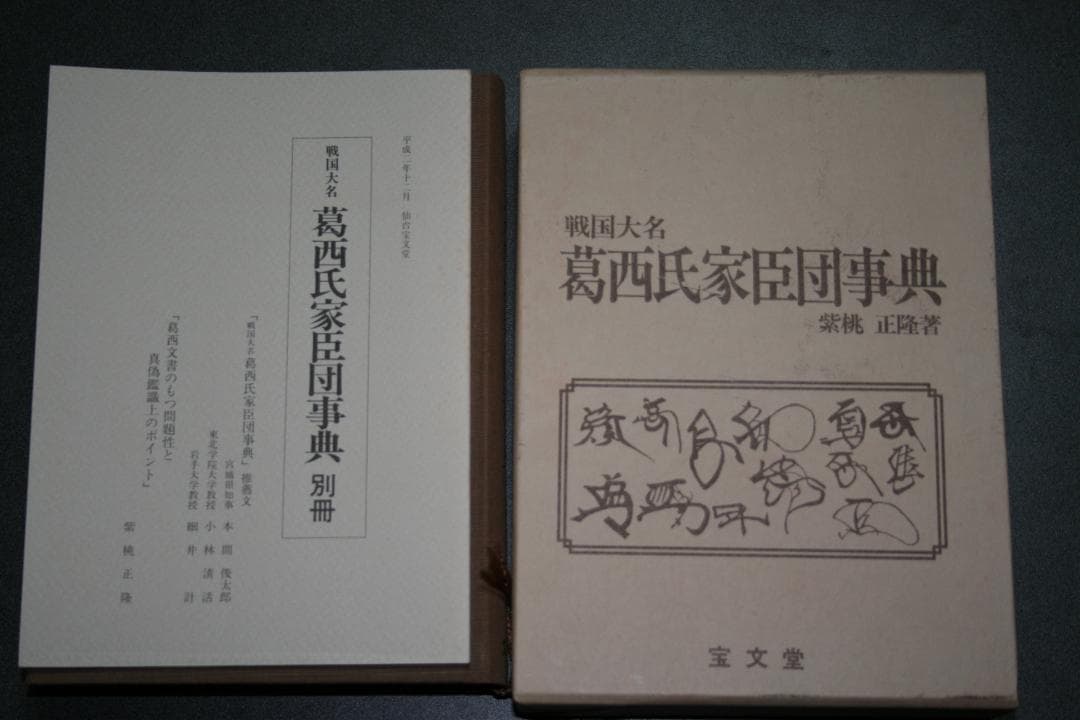 平成二年十二月 仙台宝文堂
戦国大名 葛西氏家臣団事典 別冊
「戦国大名 葛西氏家臣団事典」推薦文
宮城県知事 本間俊太郎
東北学院大学教授 小林清活
岩手大学教授 細井計
「葛西文書のもつ問題性と
真偽鑑識上のポイント」
紫桃正隆
戦国大名
葛西氏家臣団事典
紫桃 正隆著
宝文堂